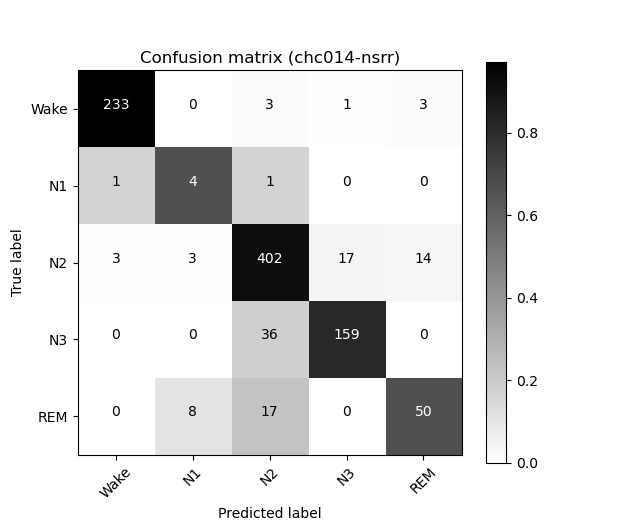 Confusion matrix (chc014-nsrr)
Wake 233 0 3 1 3
N1 1 4 1 0 0
N2 3 3 402 17 14
N3 0 0 36 159 0
REM 0 8 17 0 50
Wake N1 N2 N3 REM
Predicted label
True label
0.8
0.6
0.4
0.2
0.0